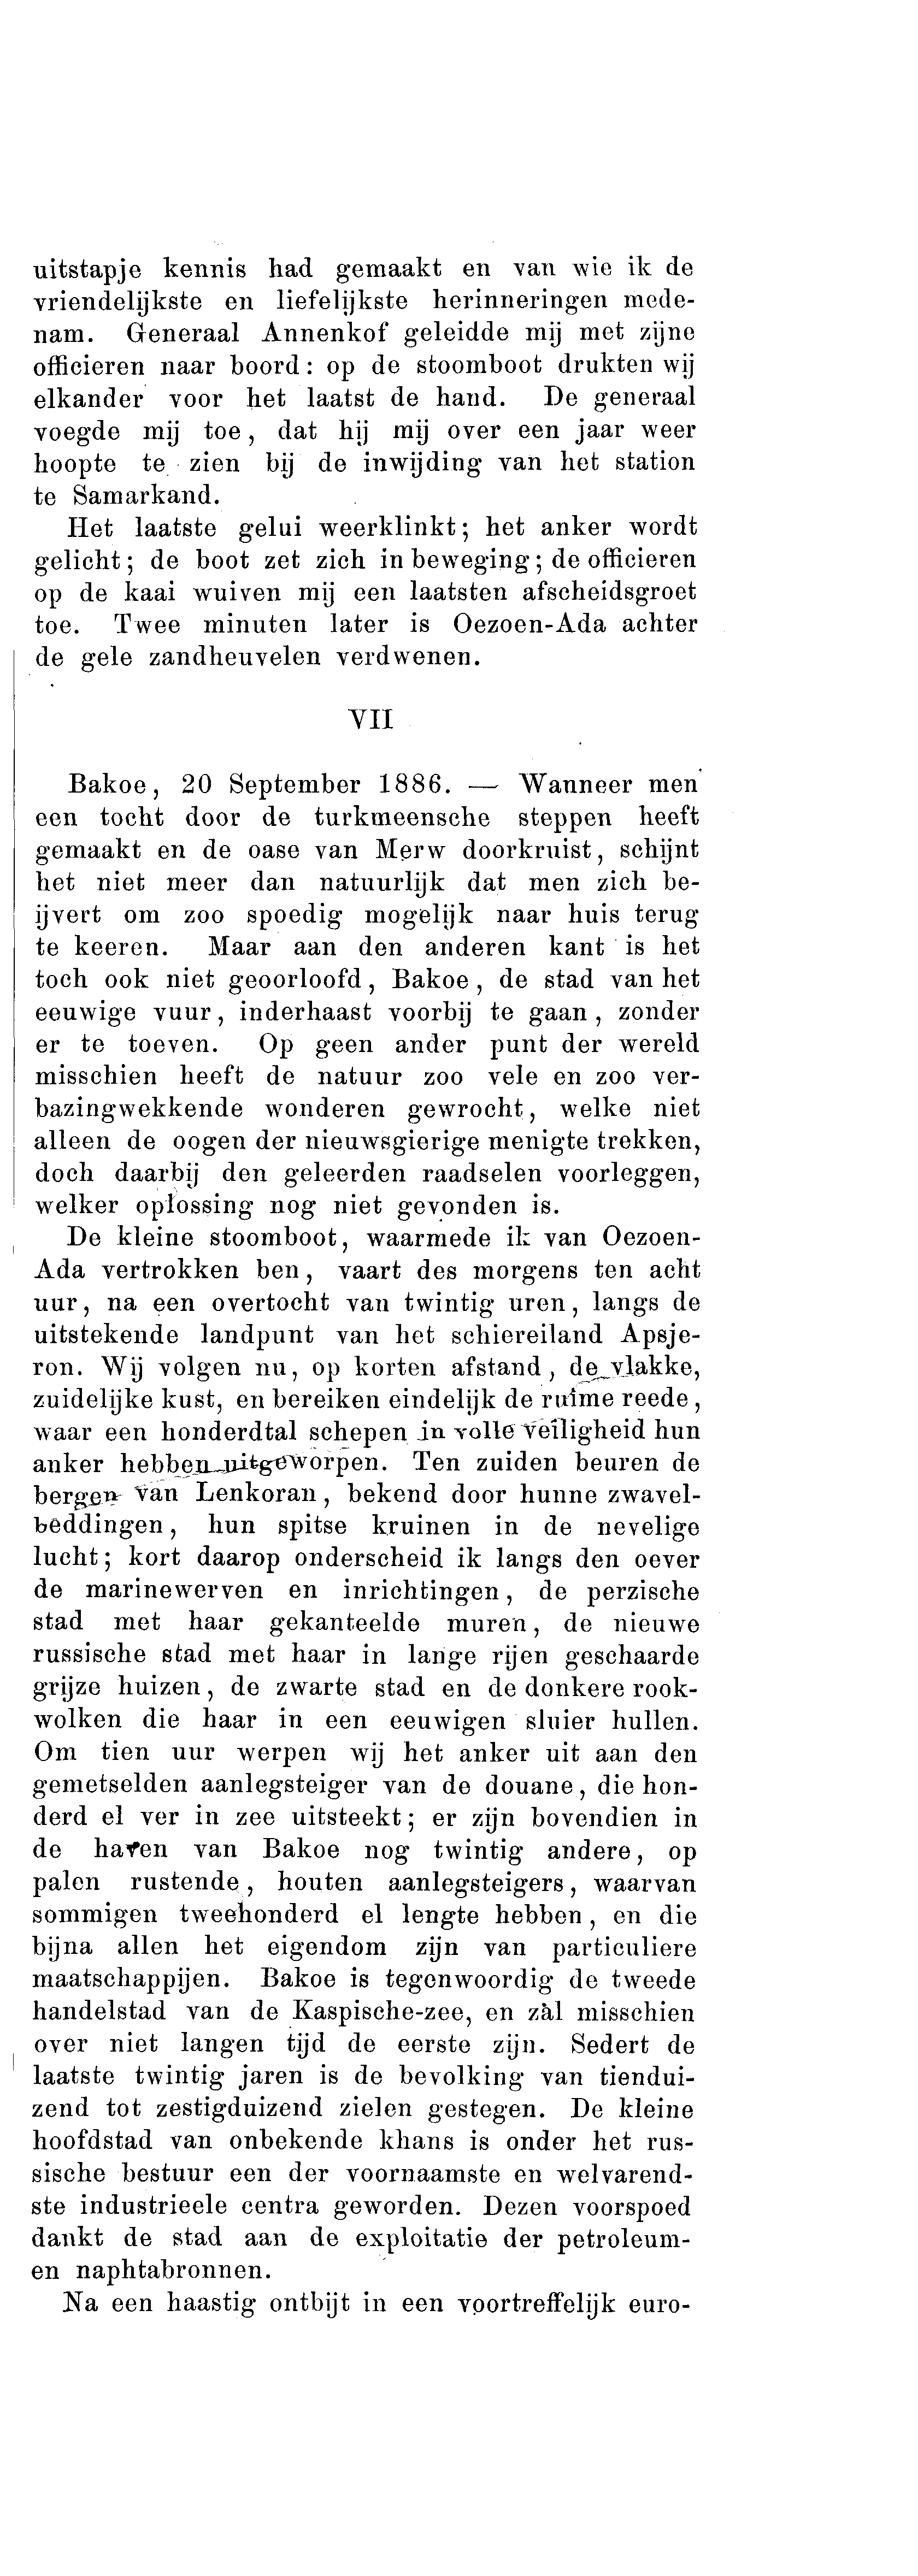 uitstapje kennis had gemaakt en van wie ik de
vriendelijkste en liefelijkste herinneringen mede-
nam. Generaal Annenkof geleidde mij met zijne
officieren naar boord: op de stoomboot drukten wij
elkander voor het laatst de hand. De generaal
voegde mij toe, dat hij mij over een jaar weer
hoopte te zien bij de inwijding van het station
te Samarkand.
Het laatste gelui weerklinkt; het anker wordt
gelicht; de boot zet zich in beweging; de officieren
op de kaai wuiven mij een laatsten afscheidsgroet
toe. Twee minuten later is Oezoen-Ada achter
de gele zandheuvelen verdwenen.
VII
Bakoe, 20 September 1886. — Wanneer men
een tocht door de turkmeensche steppen heeft
gemaakt en de oase van Merw doorkruist, schijnt
het niet meer dan natuurlijk dat men zich be-
ijvert om zoo spoedig mogelijk naar huis terug
te keeren. Maar aan den anderen kant is het
toch ook niet geoorloofd, Bakoe, de stad van het
eeuwige vuur, inderhaast voorbij te gaan, zonder
er te toeven. Op geen ander punt der wereld
misschien heeft de natuur zoo vele en zoo ver-
bazingwekkende wonderen gewrocht, welke niet
alleen de oogen der nieuwsgierige menigte trekken,
doch daarbij den geleerden raadselen voorleggen,
welker oplossing nog niet gevonden is.
De kleine stoomboot, waarmede ik van Oezoen-
Ada vertrokken ben, vaart des morgens ten acht
uur, na een overtocht van twintig uren, langs de
uitstekende landpunt van het schiereiland Apsje-
ron. Wij volgen nu, op korten afstand, de vlakke,
zuidelijke kust, en bereiken eindelijk de ruime reede,
waar een honderdtal schepen in volle veiligheid hun
anker hebben uitgeworpen. Ten zuiden beuren de
bergen van Lenkoran, bekend door hunne zwavel-
beddingen, hun spitse kruinen in de nevelige
lucht; kort daarop onderscheid ik langs den oever
de marinewerven en inrichtingen, de perzische
stad met haar gekanteelde muren, de nieuwe
russische stad met haar in lange rijen geschaarde
grijze huizen, de zwarte stad en de donkere rook-
wolken die haar in een eeuwigen sluier hullen.
Om tien uur werpen wij het anker uit aan den
gemetselden aanlegsteiger van de douane, die hon-
derd el ver in zee uitsteekt; er zijn bovendien in
de haven van Bakoe nog twintig andere, op
palen rustende, houten aanlegsteigers, waarvan
sommigen tweehonderd el lengte hebben, en die
bijna allen het eigendom zijn van particuliere
maatschappijen. Bakoe is tegenwoordig de tweede
handelstad van de Kaspische-zee, en zal misschien
over niet langen tijd de eerste zijn. Sedert de
laatste twintig jaren is de bevolking van tiendui-
zend tot zestigduizend zielen gestegen. De kleine
hoofdstad van onbekende khans is onder het rus-
sische bestuur een der voornaamste en welvarend-
ste industrieele centra geworden. Dezen voorspoed
dankt de stad aan de exploitatie der petroleum-
en naphtabronnen.
Na een haastig ontbijt in een voortreffelijk euro-